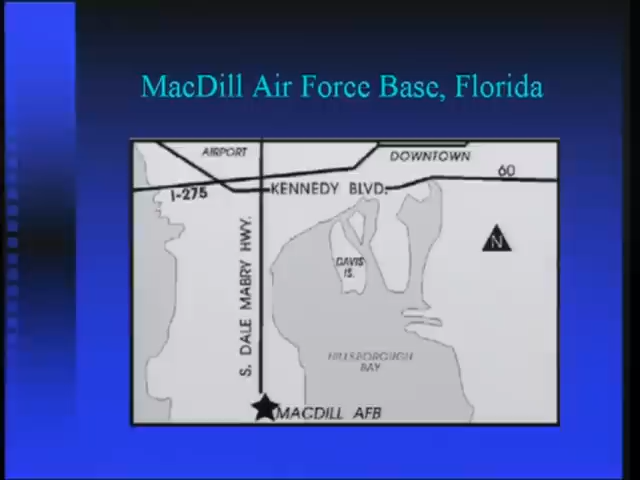 MacDill Air Force Base, Florida
AIRPORT
DOWNTOWN
60
I-275
KENNEDY BLVD.
S. DALE MABRY HWY.
N
DAVIS
IS.
HILLSBOROUGH
BAY
MACDILL AFB